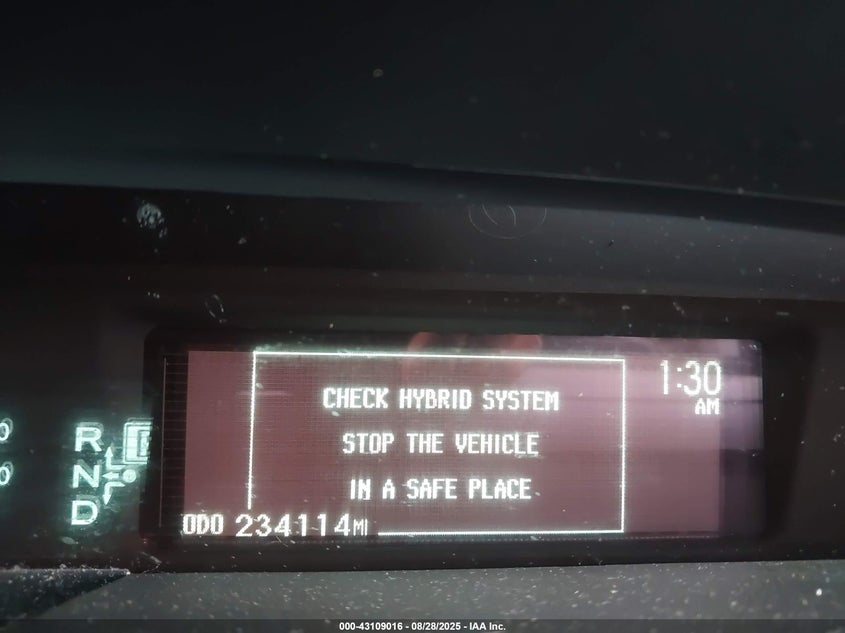 CHECK HYBRID SYSTEM
STOP THE VEHICLE
IN A SAFE PLACE
1:30
AM
R
N
D
ODO 234114MI
000-43109016 - 08/28/2025 - IAA Inc.